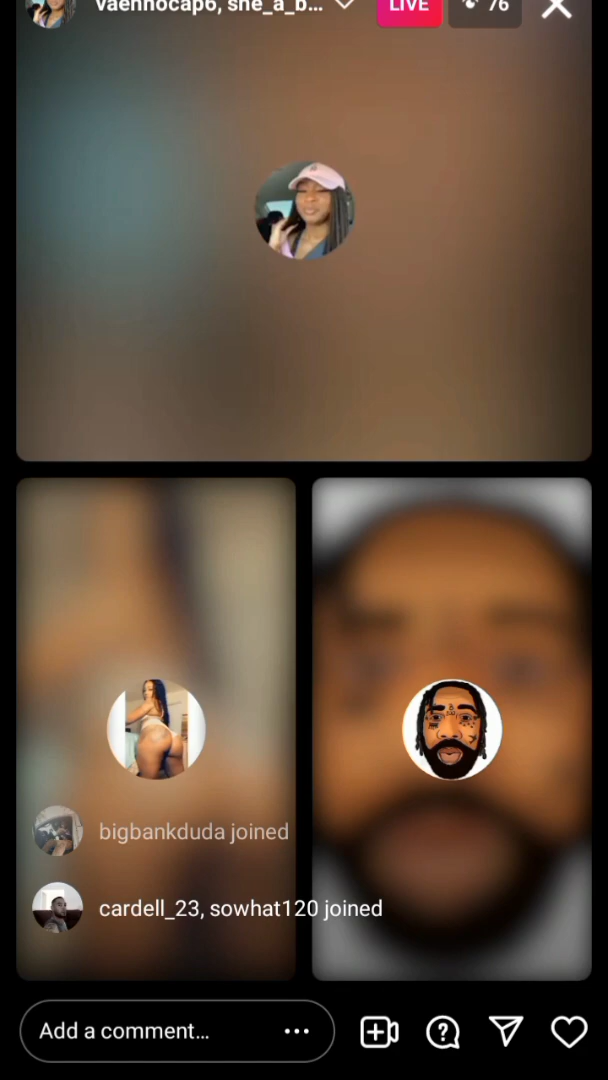 vaennocap6, she_a_b...
LIVE
76
bigbankduda joined
cardell_23, sowhat120 joined
Add a comment...